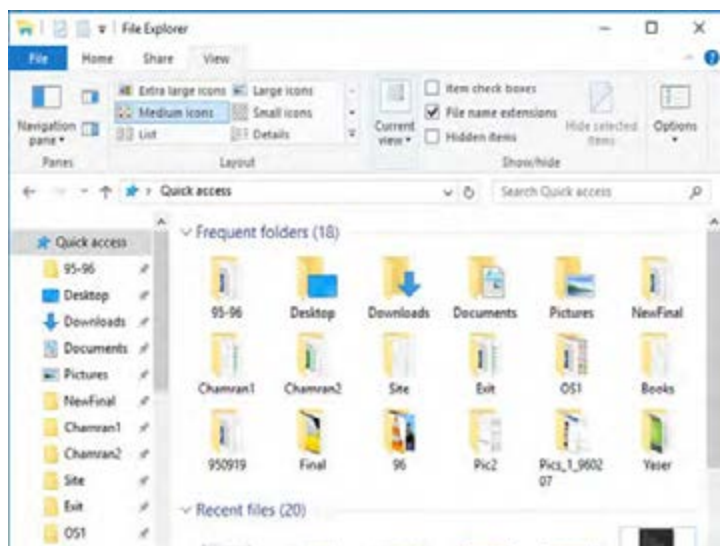 File Explorer
File Home Share View
Extra large icons Large icons
Medium icons Small icons
List Details
Navigation pane
Panes
Layout
Current view
Item check boxes
File name extensions
Hidden items
Hide selected items
Show/hide
Options
Quick access
Search Quick access
Quick access
95-96
Desktop
Downloads
Documents
Pictures
NewFinal
Chamran1
Chamran2
Site
Exit
OS1
Frequent folders (18)
95-96 Desktop Downloads Documents Pictures NewFinal
Chamran1 Chamran2 Site Exit OS1 Books
950919 Final 96 Pic2 Pics_1_9602 Yaser
07
Recent files (20)